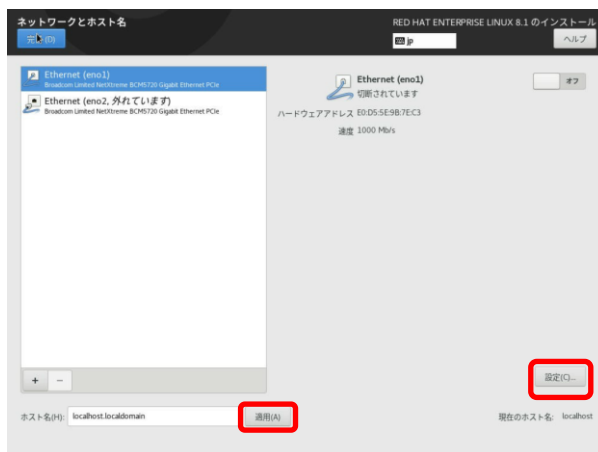 ネットワークとホスト名
RED HAT ENTERPRISE LINUX 8.1 のインストール
完(D)
jp
ヘルプ
Ethernet (eno1)
Broadcom Limited NetXtreme BCM5720 Gigabit Ethernet PCIe
Ethernet (eno2, 外れています)
Broadcom Limited NetXtreme BCM5720 Gigabit Ethernet PCIe
Ethernet (eno1)
切断されています
オフ
ハードウェアアドレス E0:D5:5E:9B:7E:C3
速度 1000 Mb/s
+ −
設定(C)...
ホスト名(H): localhost.localdomain
適用(A)
現在のホスト名: localhost